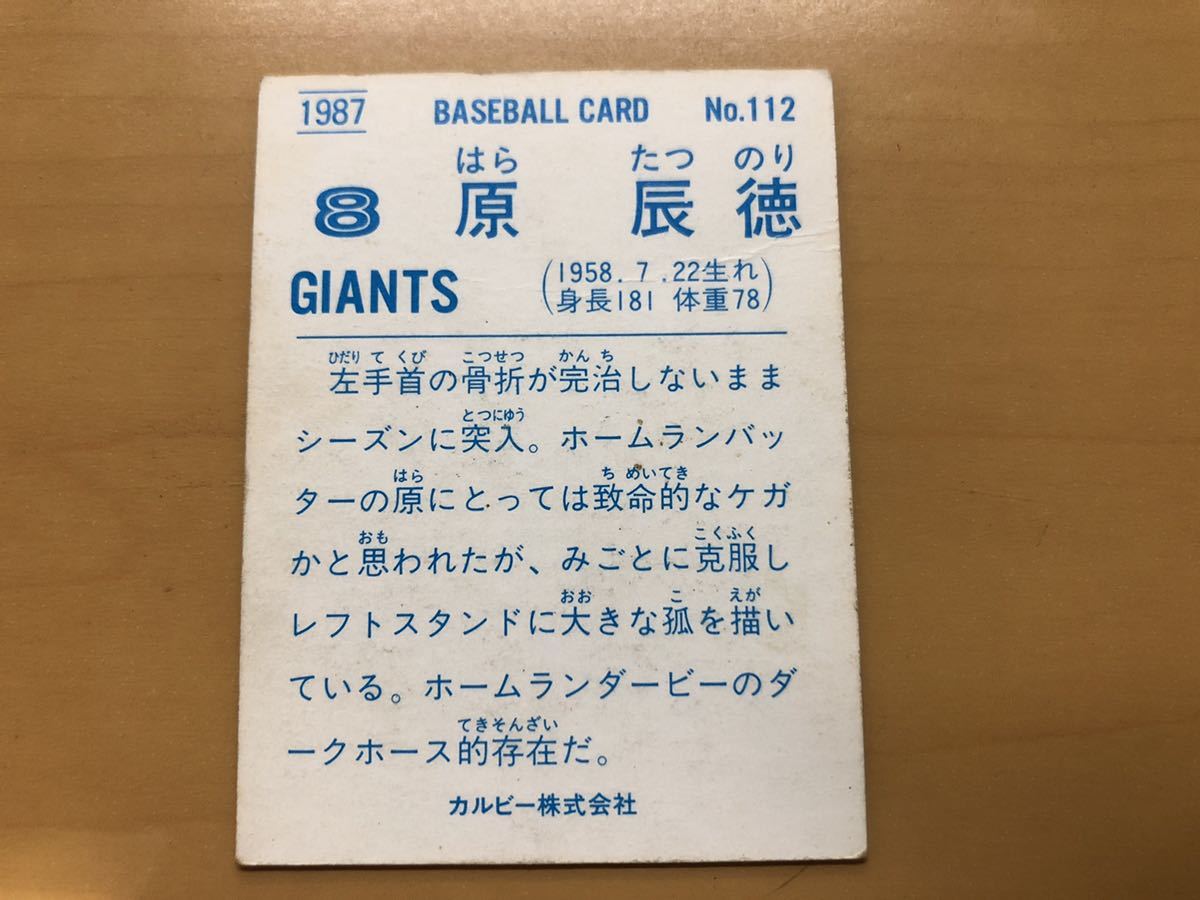 1987 BASEBALL CARD No.112
はら たつ のり
8 原 辰徳
GIANTS
(1958.7.22生れ
身長181 体重78)
ひだり て くび こつせつ かん ち
左手首の骨折が完治しないまま
とつにゆう
シーズンに突入。ホームランバッ
はら ち めいてき
ターの原にとっては致命的なケガ
おも こくふく
かと思われたが、みごとに克服し
おお こ えが
レフトスタンドに大きな孤を描い
ている。ホームランダービーのダ
てきそんざい
ークホース的存在だ。
カルビー株式会社